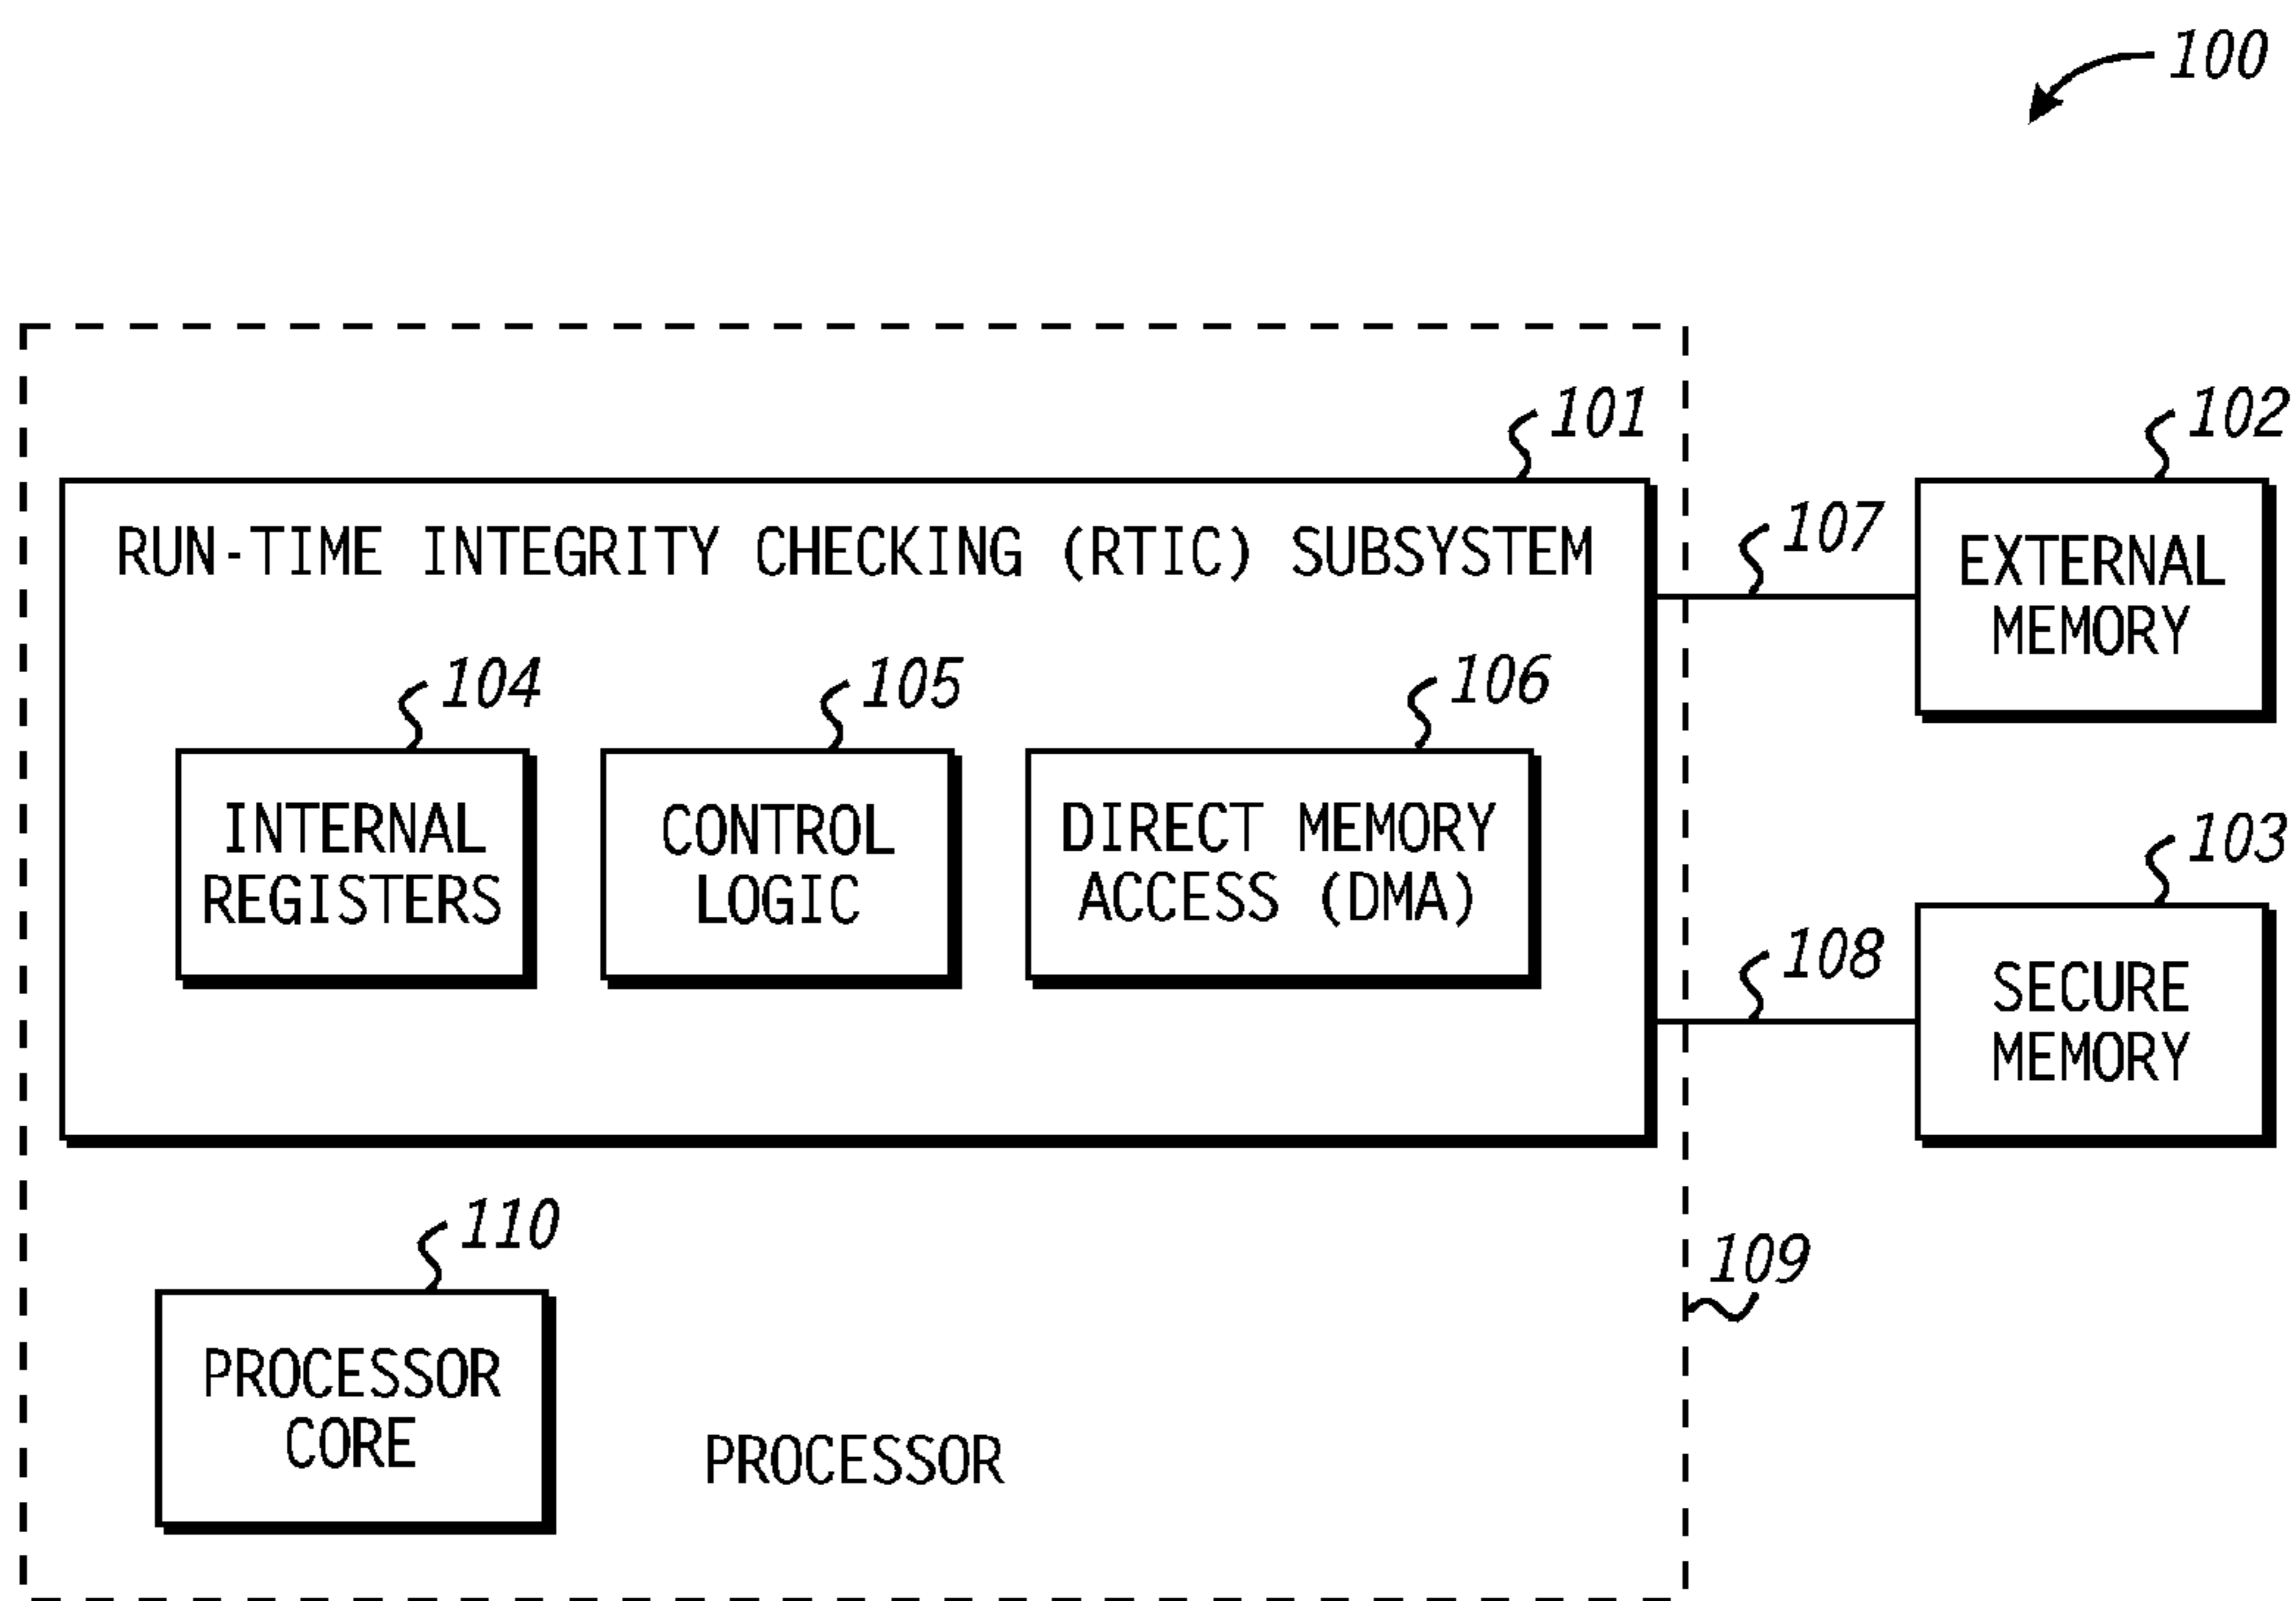 100
101
102
RUN-TIME INTEGRITY CHECKING (RTIC) SUBSYSTEM
107
EXTERNAL
MEMORY
104
105
106
INTERNAL
REGISTERS
CONTROL
LOGIC
DIRECT MEMORY
ACCESS (DMA)
103
108
SECURE
MEMORY
110
109
PROCESSOR
CORE
PROCESSOR